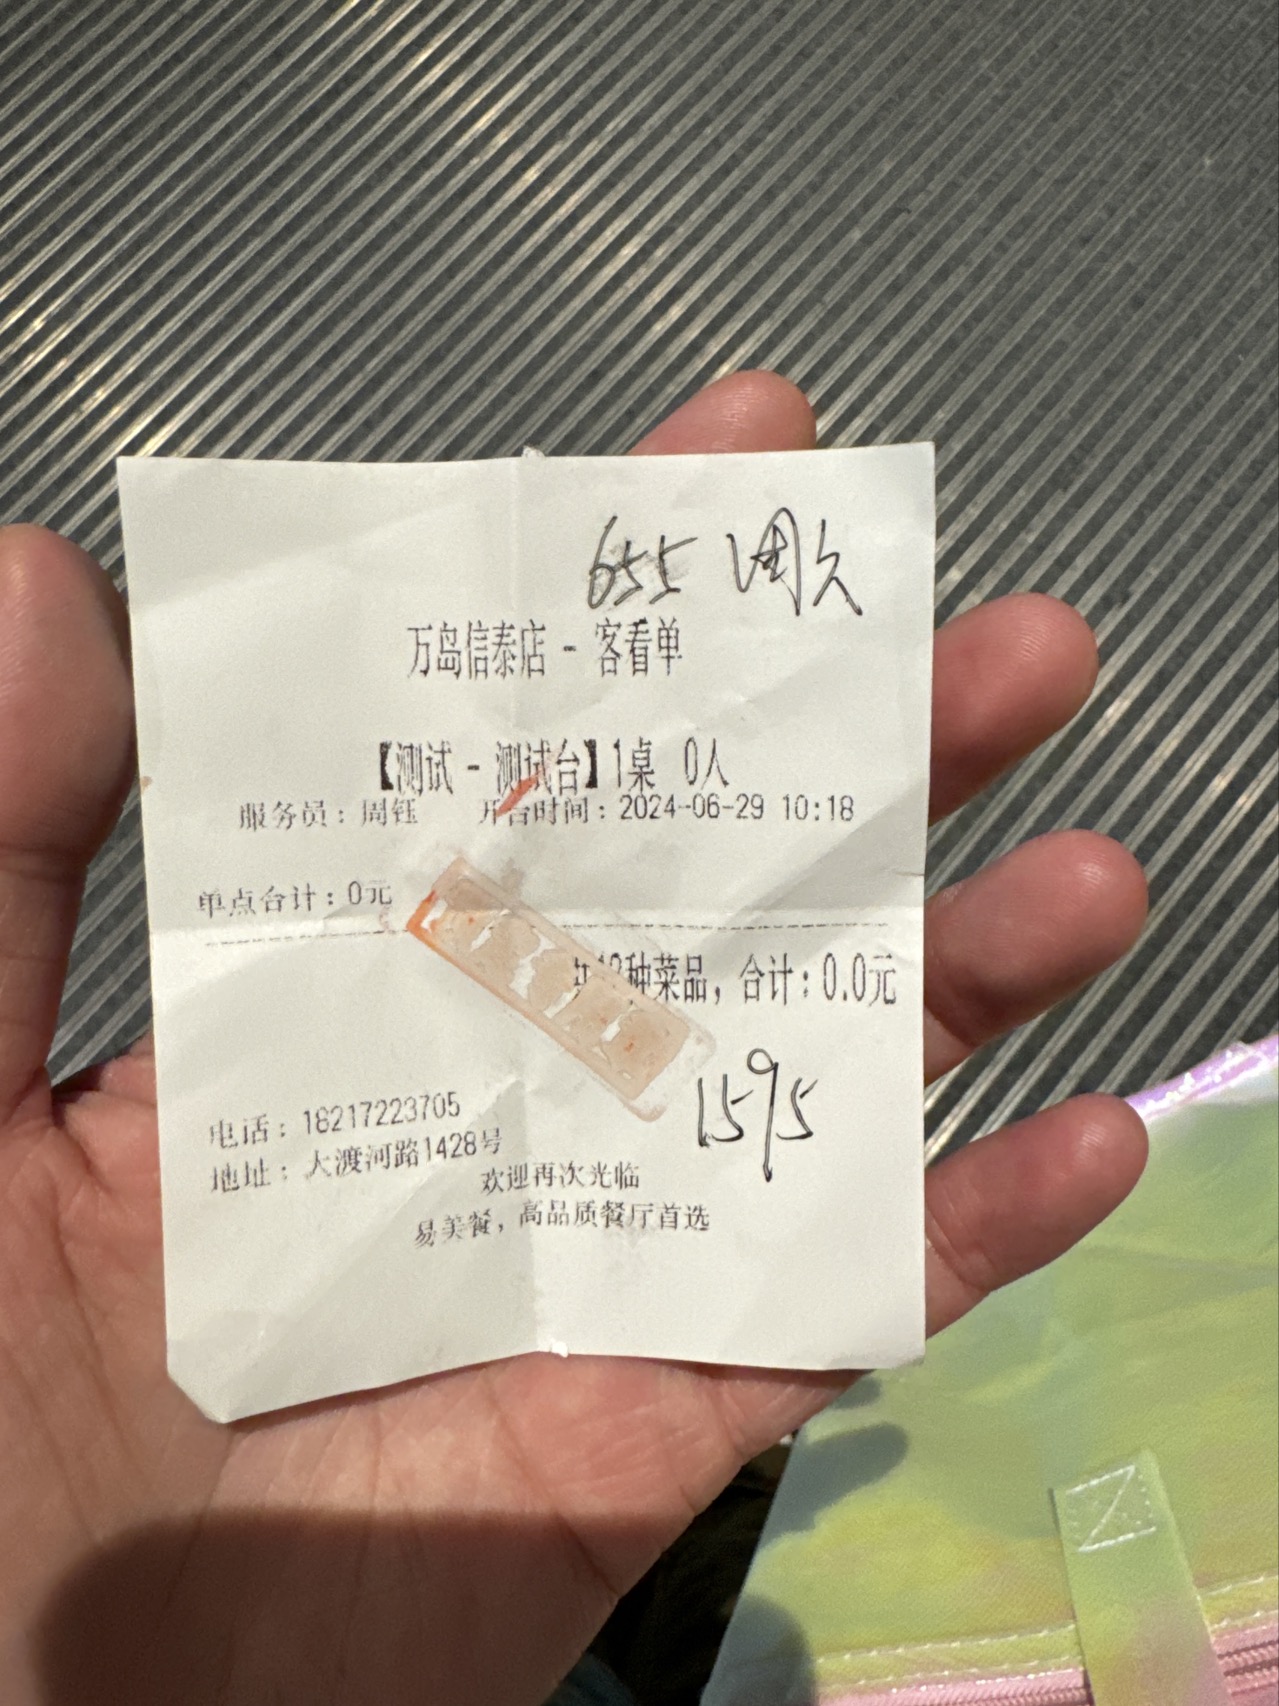 655 周久
万岛信泰店 - 客看单
【测试 - 测试台】1桌 0人
服务员：周钰 开台时间：2024-06-29 10:18
单点合计：0元
种菜品，合计：0.0元
1595
电话：18217223705
地址：大渡河路1428号
欢迎再次光临
易美餐，高品质餐厅首选